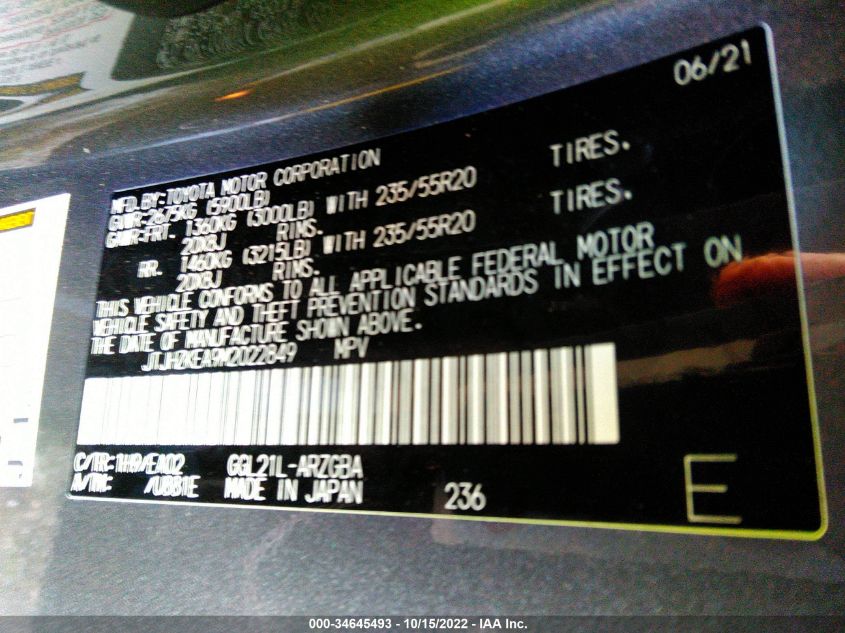 06/21
MFD.BY:TOYOTA MOTOR CORPORATION
GVWR-2675KG (5900LB)
GAWR-FRT. 1360KG (3000LB) WITH 235/55R20 TIRES.
20X8J RIMS.
RR. 1460KG (3215LB) WITH 235/55R20 TIRES.
20X8J RIMS.
THIS VEHICLE CONFORMS TO ALL APPLICABLE FEDERAL MOTOR
VEHICLE SAFETY AND THEFT PREVENTION STANDARDS IN EFFECT ON
THE DATE OF MANUFACTURE SHOWN ABOVE.
JTJHZKEA9M2022849 MPV
C/TR:1H9/EA02 GGL21L-ARZGBA
A/TM: /UB81E MADE IN JAPAN 236
E
000-34645493 - 10/15/2022 - IAA Inc.